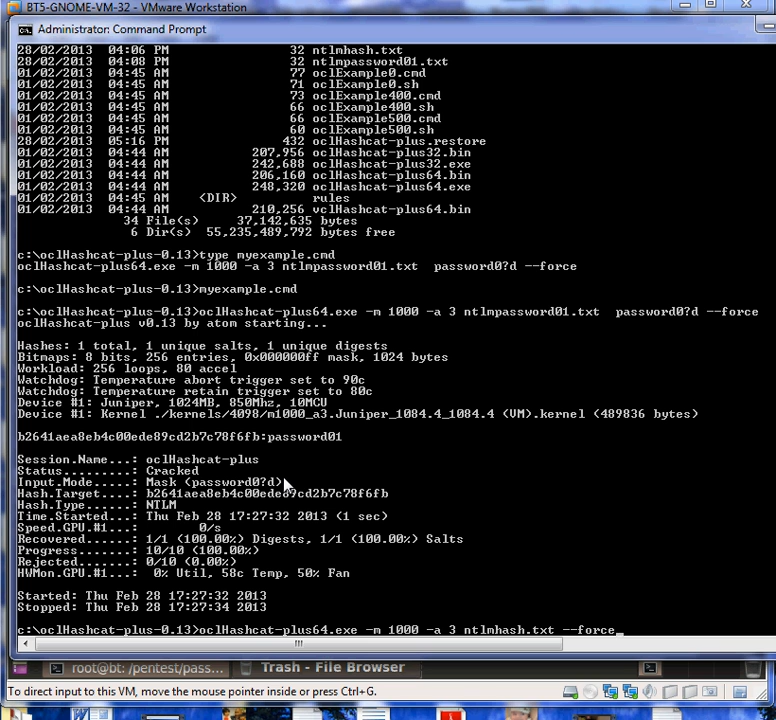 BT5-GNOME-VM-32 - VMware Workstation
Administrator: Command Prompt
28/02/2013  04:06 PM                32 ntlmhash.txt
28/02/2013  04:08 PM                32 ntlmpassword01.txt
01/02/2013  04:45 AM                77 oclExample0.cmd
01/02/2013  04:45 AM                71 oclExample0.sh
01/02/2013  04:45 AM                73 oclExample400.cmd
01/02/2013  04:45 AM                66 oclExample400.sh
01/02/2013  04:45 AM                66 oclExample500.cmd
01/02/2013  04:45 AM                60 oclExample500.sh
28/02/2013  05:16 PM               432 oclHashcat-plus.restore
01/02/2013  04:44 AM           207,956 oclHashcat-plus32.bin
01/02/2013  04:44 AM           242,688 oclHashcat-plus32.exe
01/02/2013  04:44 AM           206,160 oclHashcat-plus64.bin
01/02/2013  04:44 AM           248,320 oclHashcat-plus64.exe
01/02/2013  04:45 AM    <DIR>          rules
01/02/2013  04:44 AM           210,256 vclHashcat-plus64.bin
34 File(s)     37,142,635 bytes
6 Dir(s)  55,235,489,792 bytes free
c:\oclHashcat-plus-0.13>type myexample.cmd
oclHashcat-plus64.exe -m 1000 -a 3 ntlmpassword01.txt  password0?d --force
c:\oclHashcat-plus-0.13>myexample.cmd
c:\oclHashcat-plus-0.13>oclHashcat-plus64.exe -m 1000 -a 3 ntlmpassword01.txt  password0?d --force
oclHashcat-plus v0.13 by atom starting...
Hashes: 1 total, 1 unique salts, 1 unique digests
Bitmaps: 8 bits, 256 entries, 0x000000ff mask, 1024 bytes
Workload: 256 loops, 80 accel
Watchdog: Temperature abort trigger set to 90c
Watchdog: Temperature retain trigger set to 80c
Device #1: Juniper, 1024MB, 850Mhz, 10MCU
Device #1: Kernel ./kernels/4098/m1000_a3.Juniper_1084.4_1084.4 (VM).kernel (489836 bytes)
b2641aea8eb4c00ede89cd2b7c78f6fb:password01
Session.Name...: oclHashcat-plus
Status.........: Cracked
Input.Mode.....: Mask (password0?d)
Hash.Target....: b2641aea8eb4c00ede89cd2b7c78f6fb
Hash.Type......: NTLM
Time.Started...: Thu Feb 28 17:27:32 2013 (1 sec)
Speed.GPU.#1...:        0/s
Recovered......: 1/1 (100.00%) Digests, 1/1 (100.00%) Salts
Progress.......: 10/10 (100.00%)
Rejected.......: 0/10 (0.00%)
HWMon.GPU.#1...:  0% Util, 58c Temp, 50% Fan
Started: Thu Feb 28 17:27:32 2013
Stopped: Thu Feb 28 17:27:34 2013
c:\oclHashcat-plus-0.13>oclHashcat-plus64.exe -m 1000 -a 3 ntlmhash.txt --force_
root@bt: /pentest/pass...
Trash - File Browser
To direct input to this VM, move the mouse pointer inside or press Ctrl+G.